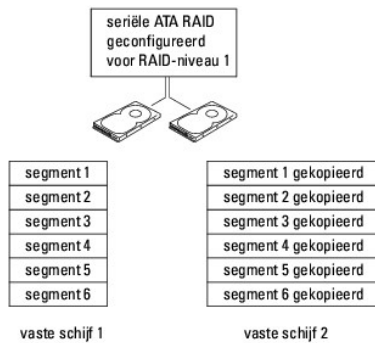 seriële ATA RAID
geconfigureerd
voor RAID-niveau 1
segment 1
segment 2
segment 3
segment 4
segment 5
segment 6
vaste schijf 1
segment 1 gekopieerd
segment 2 gekopieerd
segment 3 gekopieerd
segment 4 gekopieerd
segment 5 gekopieerd
segment 6 gekopieerd
vaste schijf 2